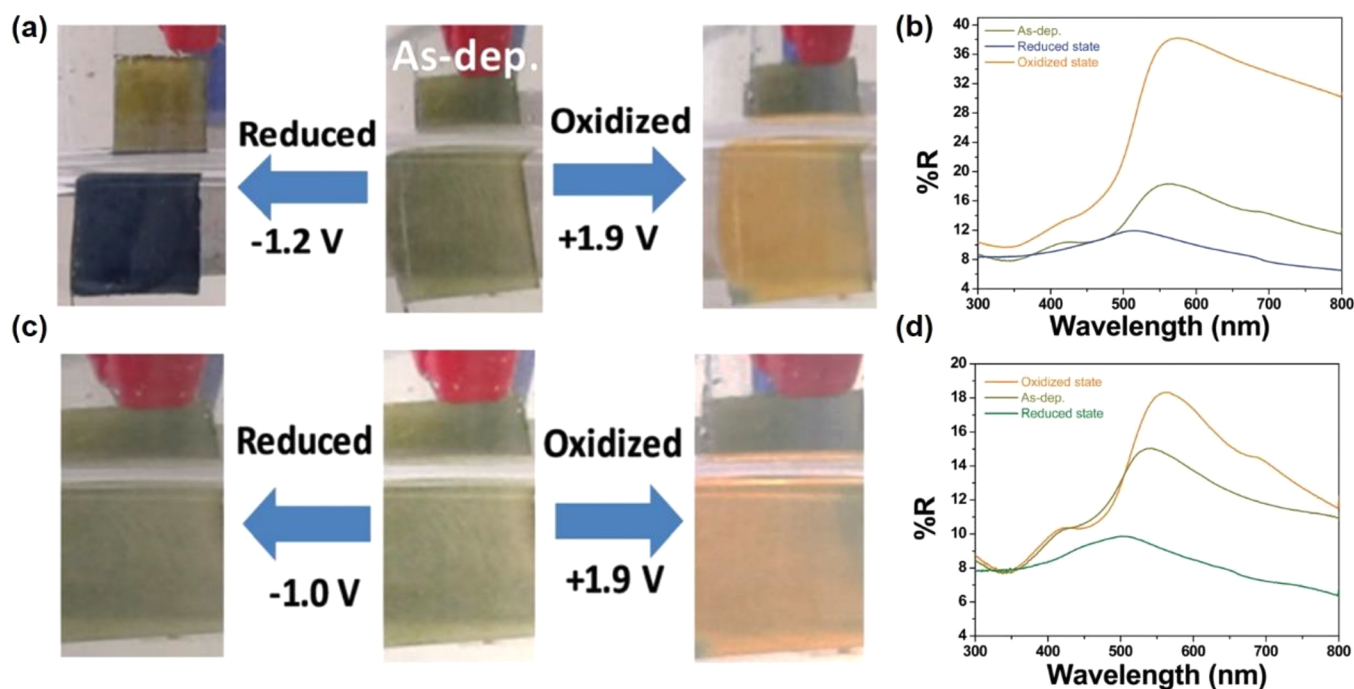 (a)
As-dep.
Reduced
-1.2 V
Oxidized
+1.9 V
(b)
As-dep.
Reduced state
Oxidized state
%R
40
36
32
28
24
20
16
12
8
4
300
400
500
600
700
800
Wavelength (nm)
(c)
Reduced
-1.0 V
Oxidized
+1.9 V
(d)
Oxidized state
As-dep.
Reduced state
%R
20
18
16
14
12
10
8
6
4
300
400
500
600
700
800
Wavelength (nm)